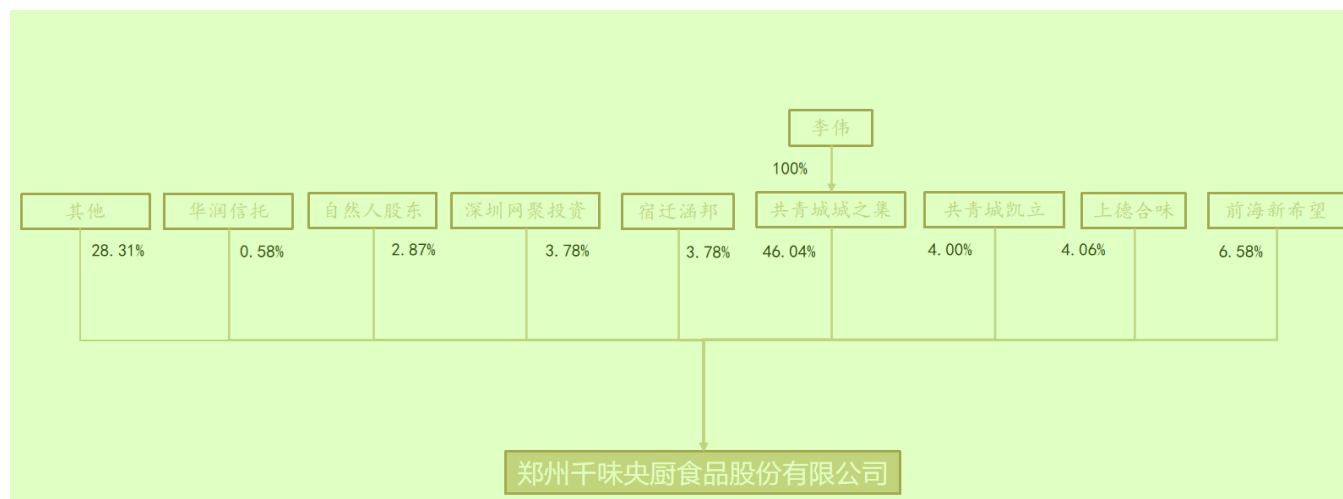 李伟
100%
其他
华润信托
自然人股东
深圳网聚投资
宿迁涵邦
共青城城之集
共青城凯立
上德合味
前海新希望
28.31%
0.58%
2.87%
3.78%
3.78%
46.04%
4.00%
4.06%
6.58%
郑州千味央厨食品股份有限公司